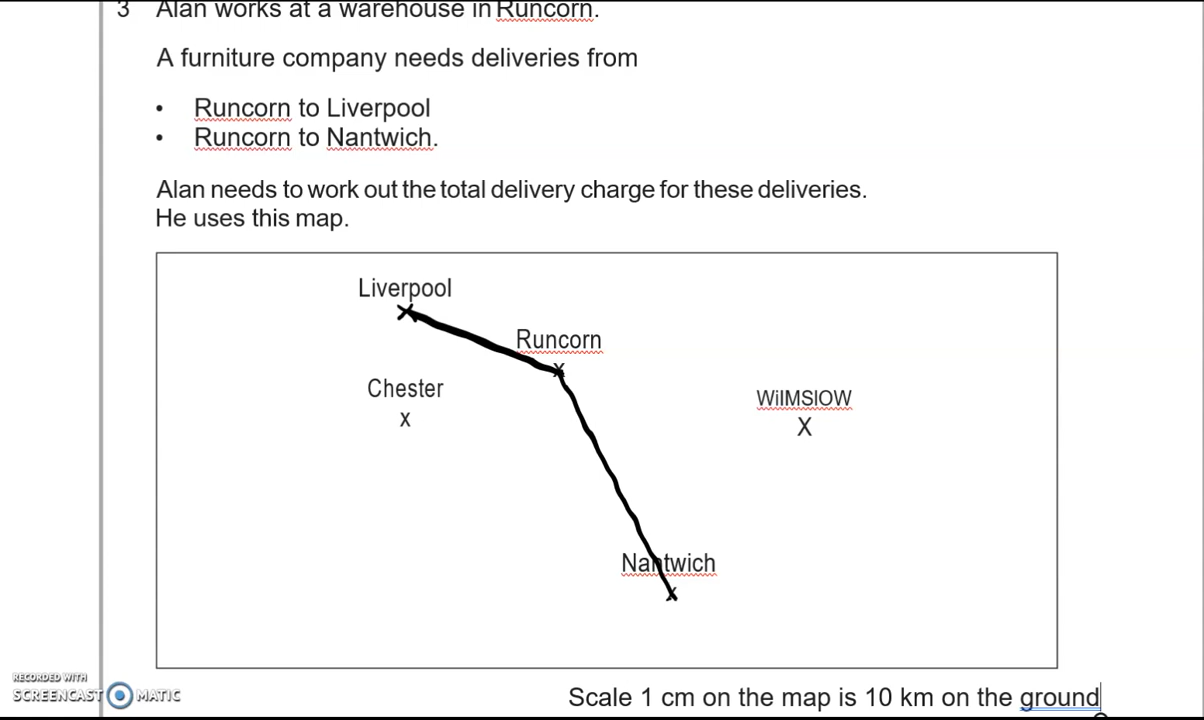 3 Alan works at a warehouse in Runcorn.
A furniture company needs deliveries from
• Runcorn to Liverpool
• Runcorn to Nantwich.
Alan needs to work out the total delivery charge for these deliveries.
He uses this map.
Liverpool
x
Runcorn
x
Chester
x
WilMSlOW
X
Nantwich
x
RECORDED WITH
SCREENCAST MATIC
Scale 1 cm on the map is 10 km on the ground